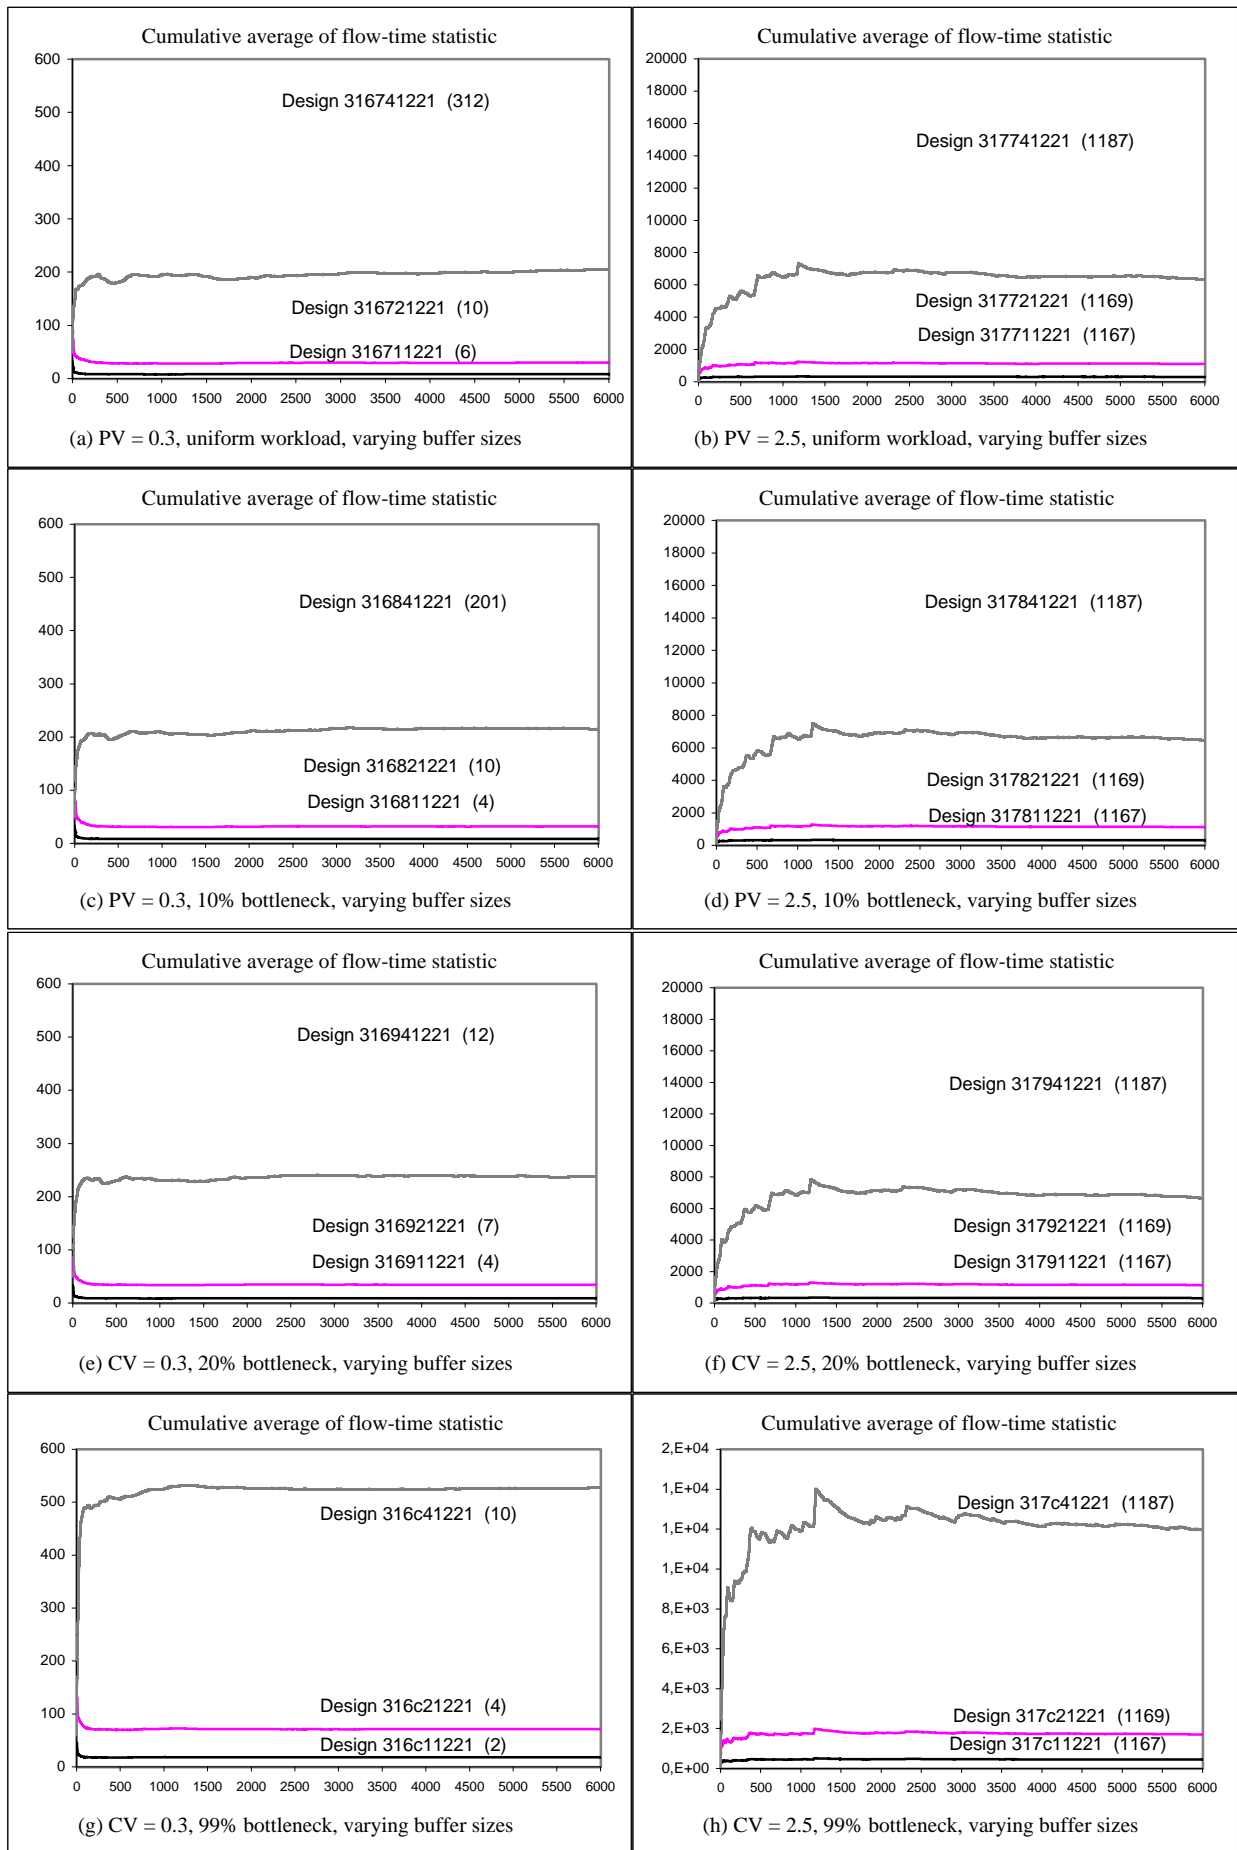 Cumulative average of flow-time statistic
600
500
400
300
200
100
0
Design 316741221 (312)
Design 316721221 (10)
Design 316711221 (6)
0 500 1000 1500 2000 2500 3000 3500 4000 4500 5000 5500 6000
(a) PV = 0.3, uniform workload, varying buffer sizes
Cumulative average of flow-time statistic
20000
18000
16000
14000
12000
10000
8000
6000
4000
2000
0
Design 317741221 (1187)
Design 317721221 (1169)
Design 317711221 (1167)
0 500 1000 1500 2000 2500 3000 3500 4000 4500 5000 5500 6000
(b) PV = 2.5, uniform workload, varying buffer sizes
Cumulative average of flow-time statistic
600
500
400
300
200
100
0
Design 316841221 (201)
Design 316821221 (10)
Design 316811221 (4)
0 500 1000 1500 2000 2500 3000 3500 4000 4500 5000 5500 6000
(c) PV = 0.3, 10% bottleneck, varying buffer sizes
Cumulative average of flow-time statistic
20000
18000
16000
14000
12000
10000
8000
6000
4000
2000
0
Design 317841221 (1187)
Design 317821221 (1169)
Design 317811221 (1167)
0 500 1000 1500 2000 2500 3000 3500 4000 4500 5000 5500 6000
(d) PV = 2.5, 10% bottleneck, varying buffer sizes
Cumulative average of flow-time statistic
600
500
400
300
200
100
0
Design 316941221 (12)
Design 316921221 (7)
Design 316911221 (4)
0 500 1000 1500 2000 2500 3000 3500 4000 4500 5000 5500 6000
(e) CV = 0.3, 20% bottleneck, varying buffer sizes
Cumulative average of flow-time statistic
20000
18000
16000
14000
12000
10000
8000
6000
4000
2000
0
Design 317941221 (1187)
Design 317921221 (1169)
Design 317911221 (1167)
0 500 1000 1500 2000 2500 3000 3500 4000 4500 5000 5500 6000
(f) CV = 2.5, 20% bottleneck, varying buffer sizes
Cumulative average of flow-time statistic
600
500
400
300
200
100
0
Design 316c41221 (10)
Design 316c21221 (4)
Design 316c11221 (2)
0 500 1000 1500 2000 2500 3000 3500 4000 4500 5000 5500 6000
(g) CV = 0.3, 99% bottleneck, varying buffer sizes
Cumulative average of flow-time statistic
2,E+04
1,E+04
1,E+04
1,E+04
8,E+03
6,E+03
4,E+03
2,E+03
0,E+00
Design 317c41221 (1187)
Design 317c21221 (1169)
Design 317c11221 (1167)
0 500 1000 1500 2000 2500 3000 3500 4000 4500 5000 5500 6000
(h) CV = 2.5, 99% bottleneck, varying buffer sizes